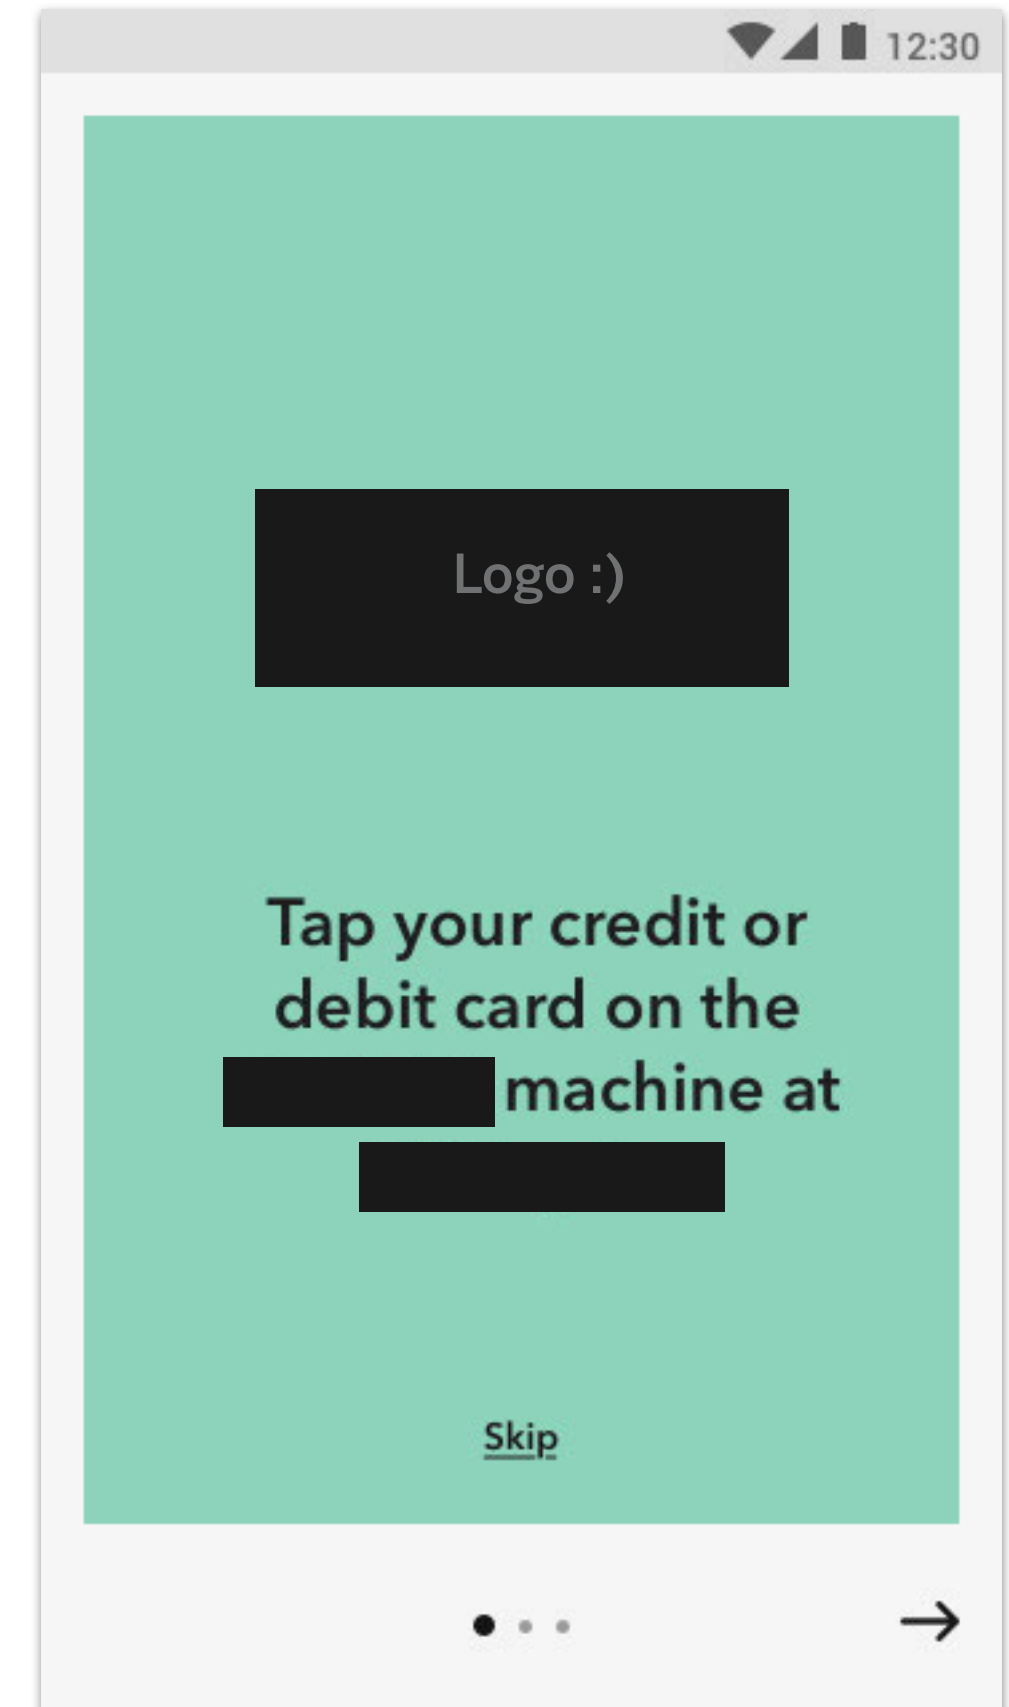 12:30
Logo :)
Tap your credit or
debit card on the
machine at
Skip